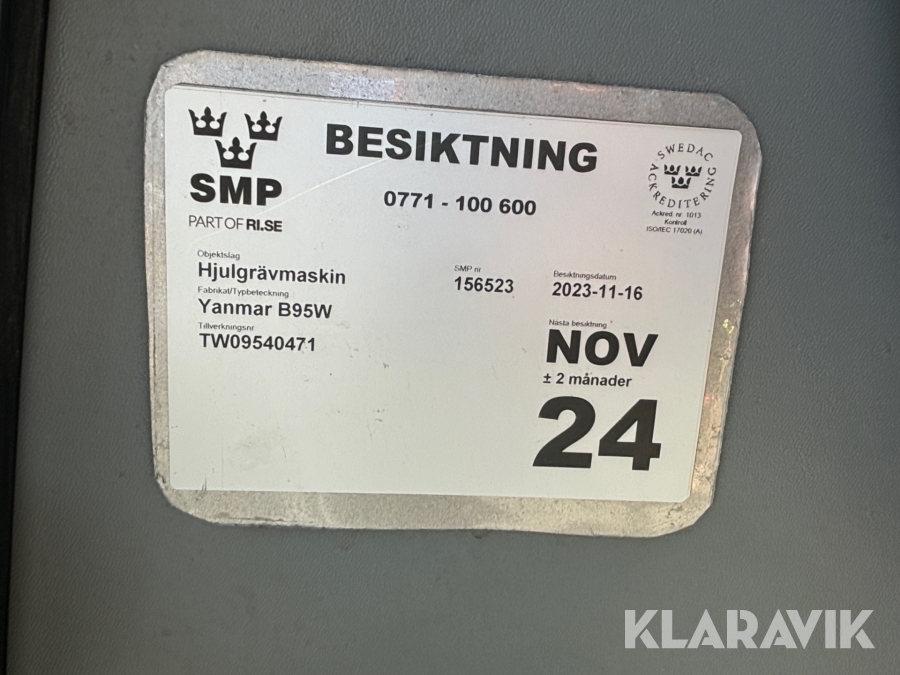 BESIKTNING
0771 - 100 600
SMP
PART OF RI.SE
SWEDAC
ACKREDITERING
Ackred nr 1013
Kontroll
ISO/IEC 17020 (A)
Objektslag
Hjulgrävmaskin
Fabrikat/Typbeteckning
Yanmar B95W
Tillverkningsnr
TW09540471
SMP nr
156523
Besiktningsdatum
2023-11-16
Nästa besiktning
NOV
± 2 månader
24
KLARAVIK